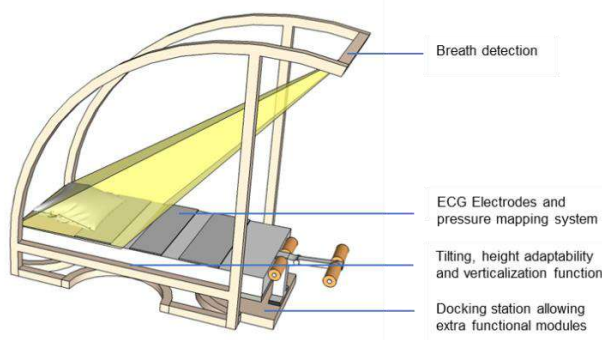 Breath detection
ECG Electrodes and
pressure mapping system
Tilting, height adaptability
and verticalization function
Docking station allowing
extra functional modules